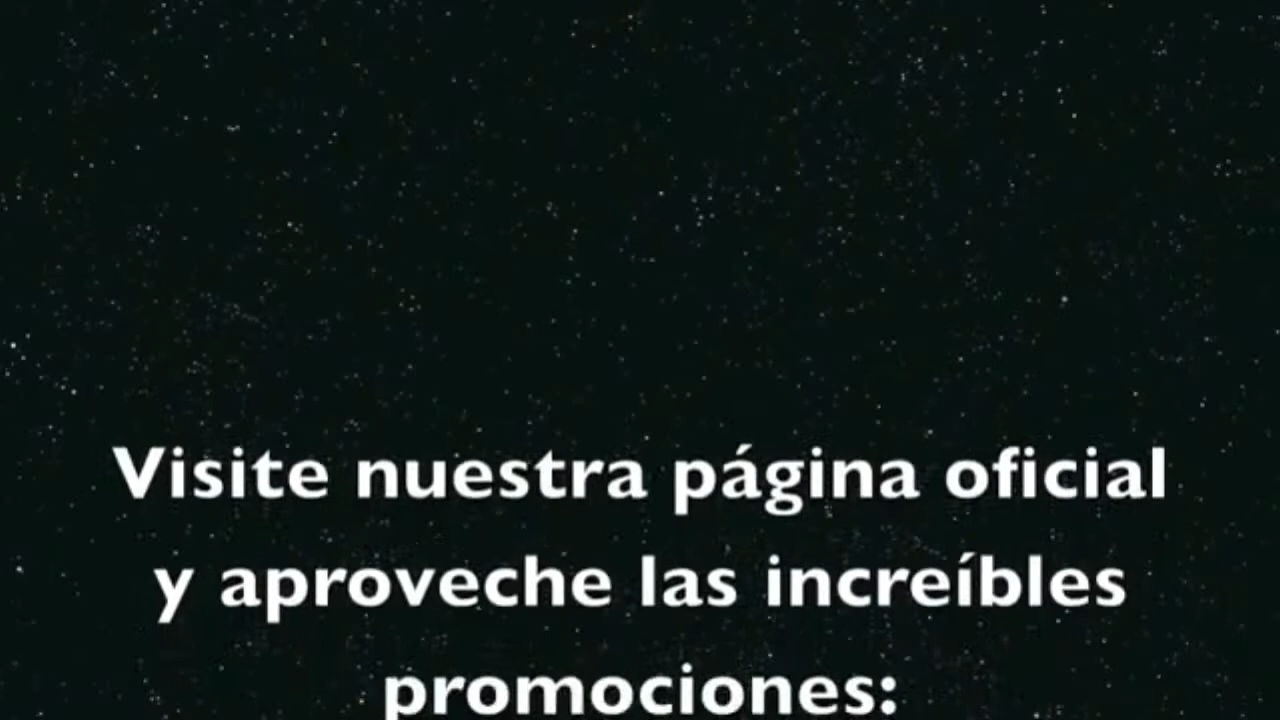 Visite nuestra página oficial
y aproveche las increíbles
promociones: